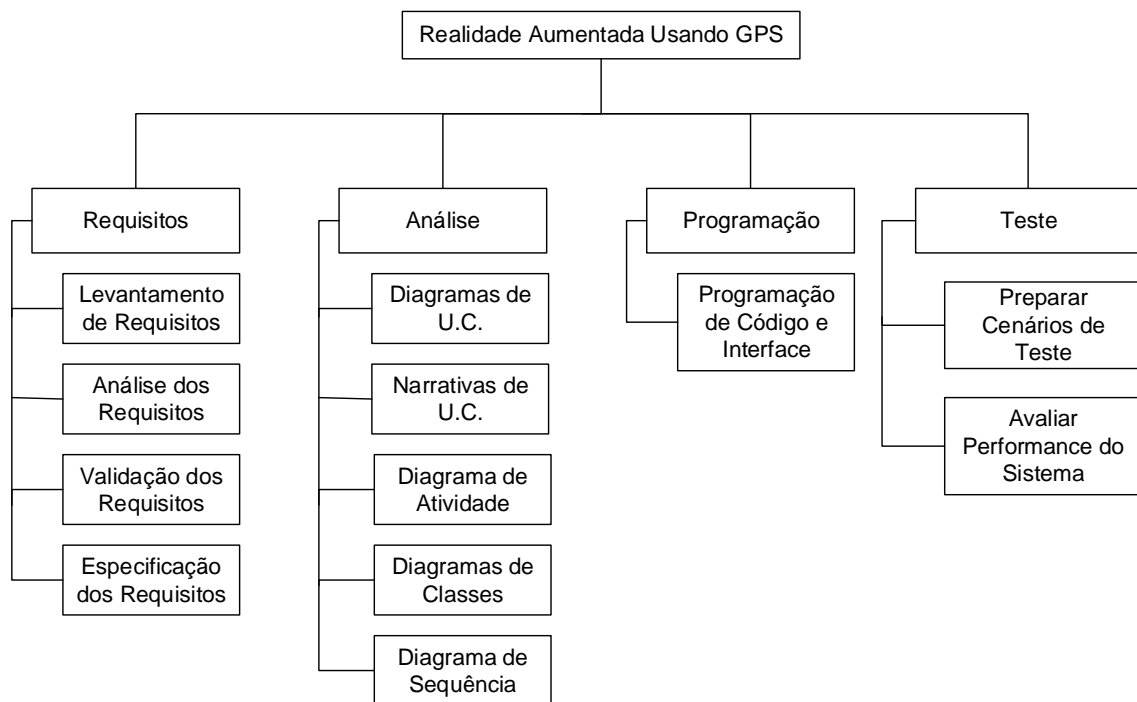 Realidade Aumentada Usando GPS
Requisitos
Levantamento
de Requisitos
Análise dos
Requisitos
Validação dos
Requisitos
Especificação
dos Requisitos
Análise
Diagramas de
U.C.
Narrativas de
U.C.
Diagrama de
Atividade
Diagramas de
Classes
Diagrama de
Sequência
Programação
Programação
de Código e
Interface
Teste
Preparar
Cenários de
Teste
Avaliar
Performance do
Sistema